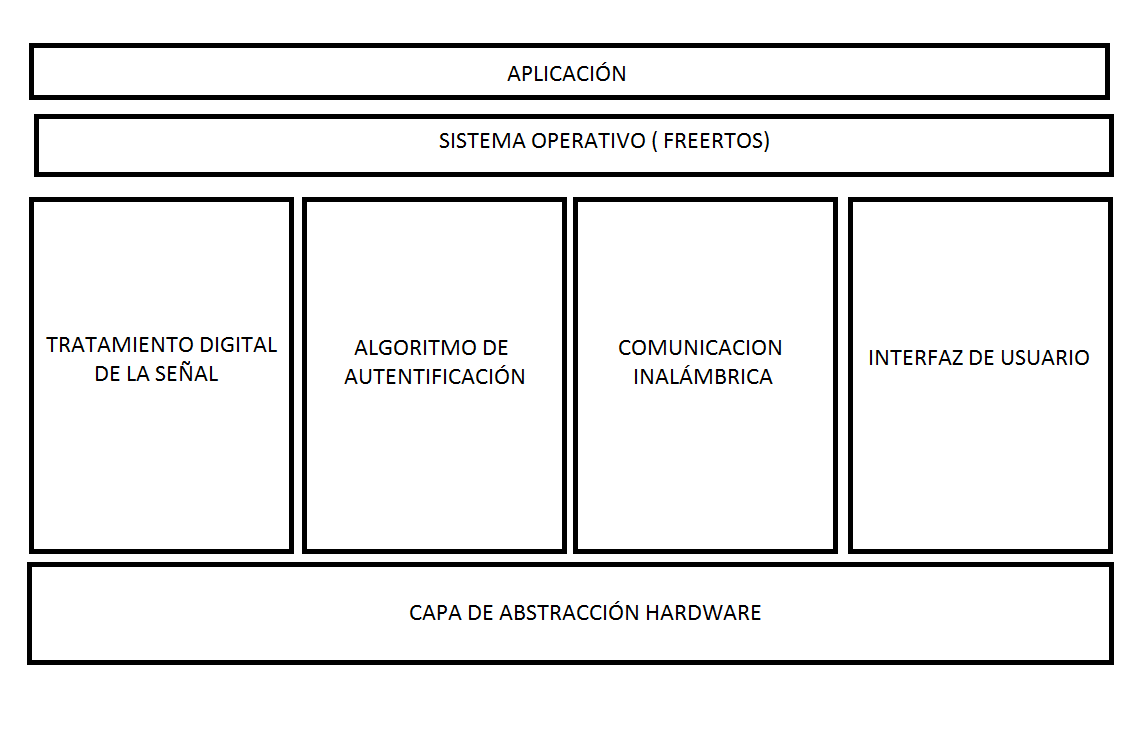 APLICACIÓN
SISTEMA OPERATIVO ( FREERTOS)
TRATAMIENTO DIGITAL
DE LA SEÑAL
ALGORITMO DE
AUTENTIFICACIÓN
COMUNICACION
INALÁMBRICA
INTERFAZ DE USUARIO
CAPA DE ABSTRACCIÓN HARDWARE